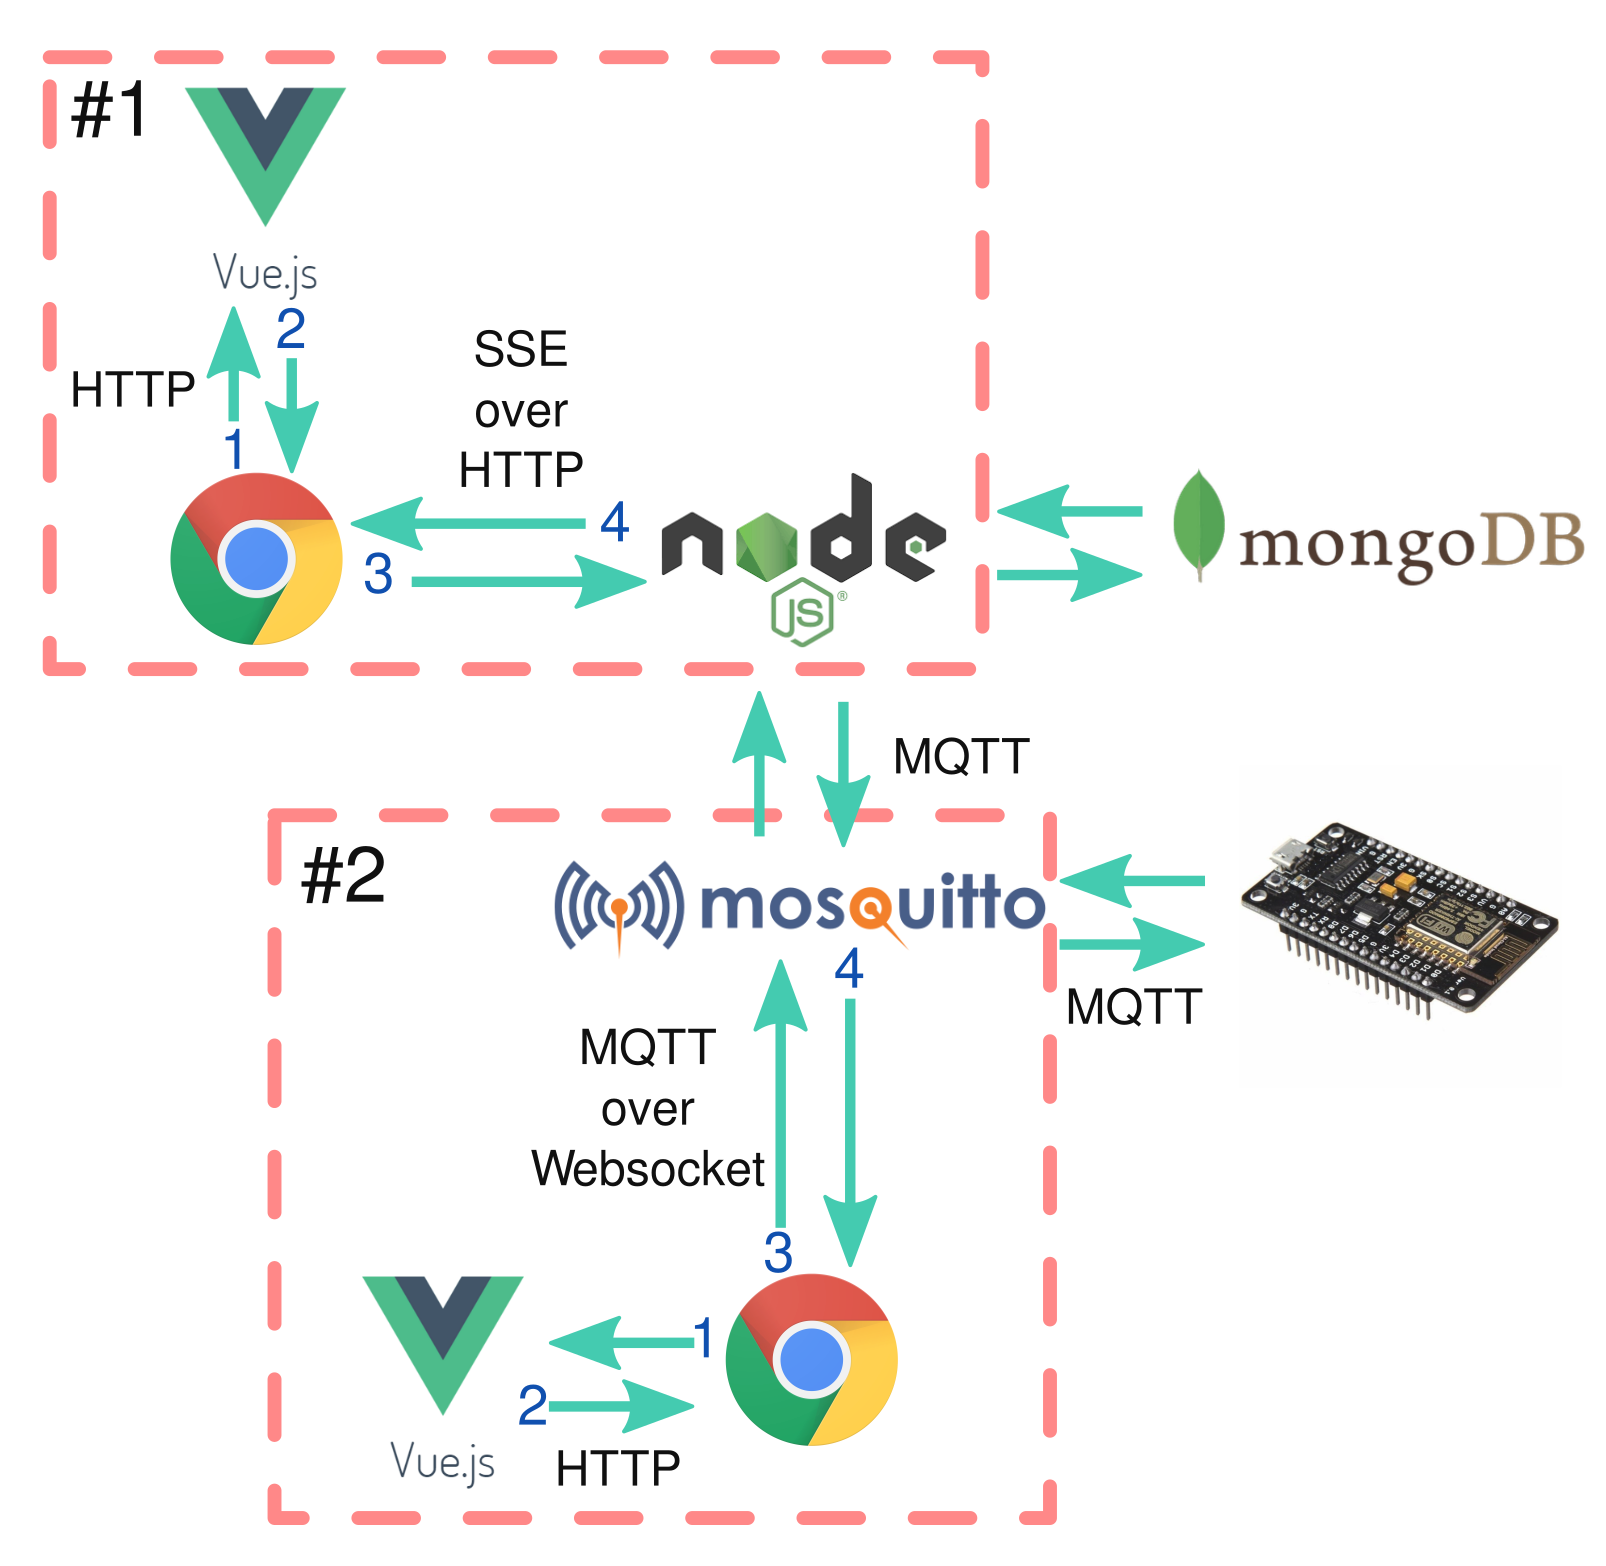 #1
Vue.js
2
HTTP
1
SSE
over
HTTP
4
3
node
JS®
mongoDB
MQTT
#2
mosquitto
4
MQTT
MQTT
over
Websocket
3
1
2
Vue.js
HTTP